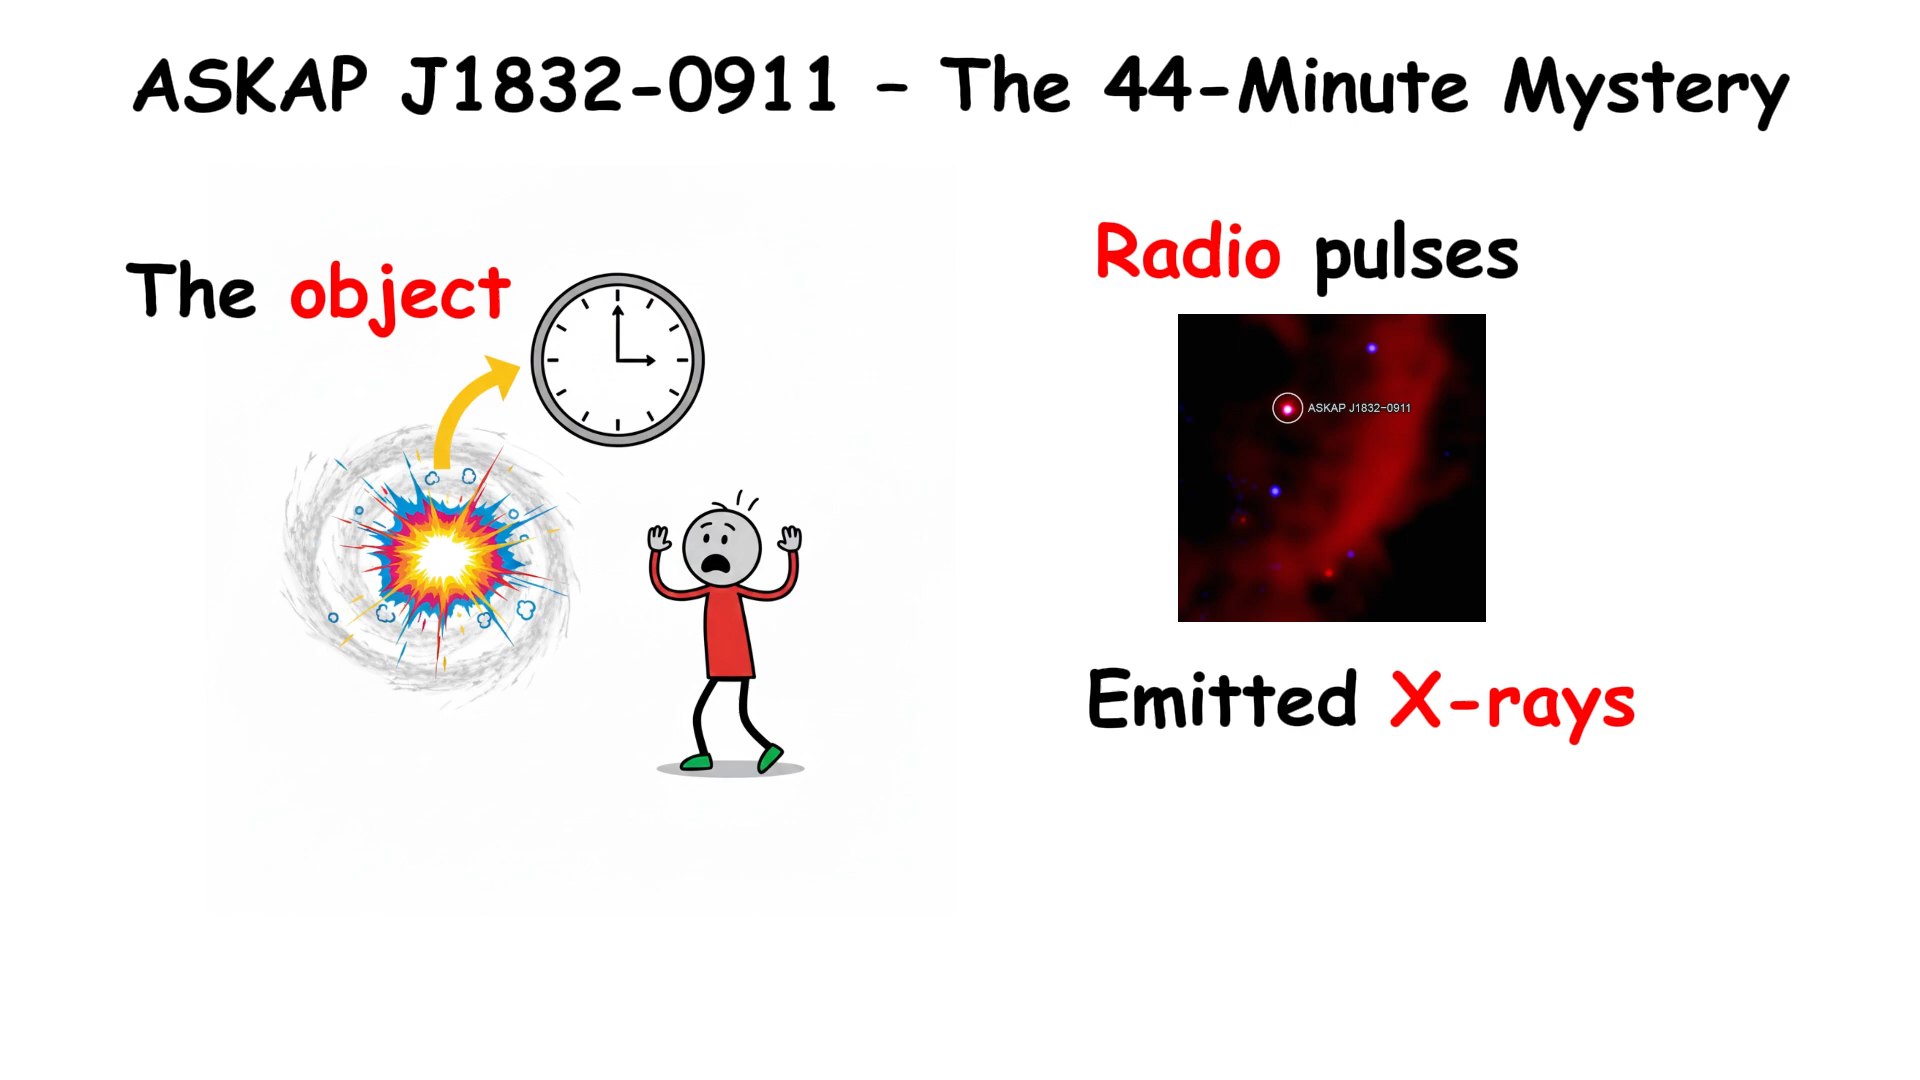 ASKAP J1832-0911 – The 44-Minute Mystery
The object
Radio pulses
ASKAP J1832−0911
Emitted X-rays